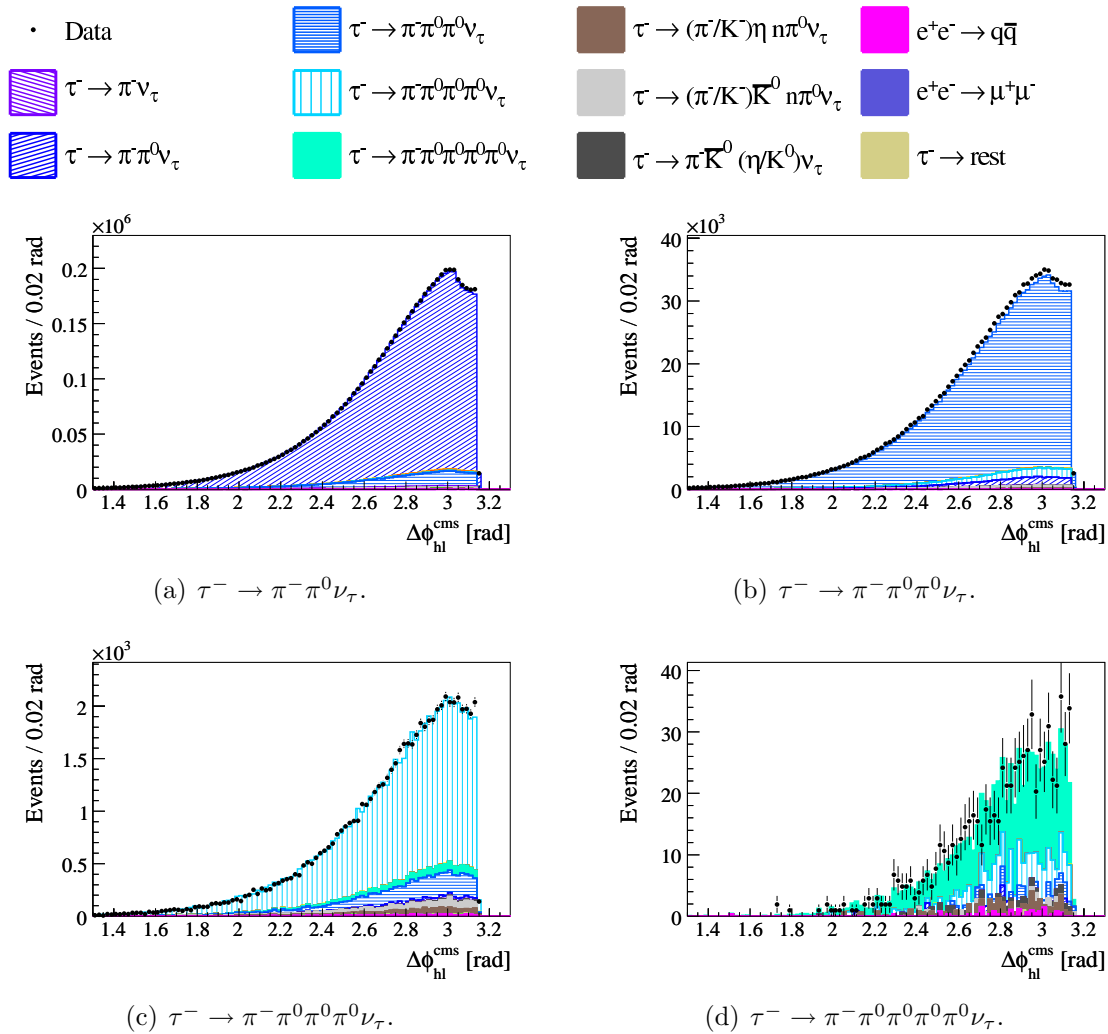 Data τ⁻ → π⁻π⁰π⁰ν_τ τ⁻ → (π⁻/K⁻)η nπ⁰ν_τ e⁺e⁻ → qq̅
τ⁻ → π⁻ν_τ τ⁻ → π⁻π⁰π⁰π⁰ν_τ τ⁻ → (π⁻/K⁻)K̅⁰ nπ⁰ν_τ e⁺e⁻ → μ⁺μ⁻
τ⁻ → π⁻π⁰ν_τ τ⁻ → π⁻π⁰π⁰π⁰π⁰ν_τ τ⁻ → π⁻K̅⁰ (η/K⁰)ν_τ τ⁻ → rest
×10⁶
Events / 0.02 rad
0.2
0.15
0.1
0.05
0
1.4 1.6 1.8 2 2.2 2.4 2.6 2.8 3 3.2
Δϕ_hl^cms [rad]
(a) τ⁻ → π⁻π⁰ν_τ.
×10³
Events / 0.02 rad
40
30
20
10
0
1.4 1.6 1.8 2 2.2 2.4 2.6 2.8 3 3.2
Δϕ_hl^cms [rad]
(b) τ⁻ → π⁻π⁰π⁰ν_τ.
×10³
Events / 0.02 rad
2
1.5
1
0.5
0
1.4 1.6 1.8 2 2.2 2.4 2.6 2.8 3 3.2
Δϕ_hl^cms [rad]
(c) τ⁻ → π⁻π⁰π⁰π⁰ν_τ.
Events / 0.02 rad
40
30
20
10
0
1.4 1.6 1.8 2 2.2 2.4 2.6 2.8 3 3.2
Δϕ_hl^cms [rad]
(d) τ⁻ → π⁻π⁰π⁰π⁰π⁰ν_τ.